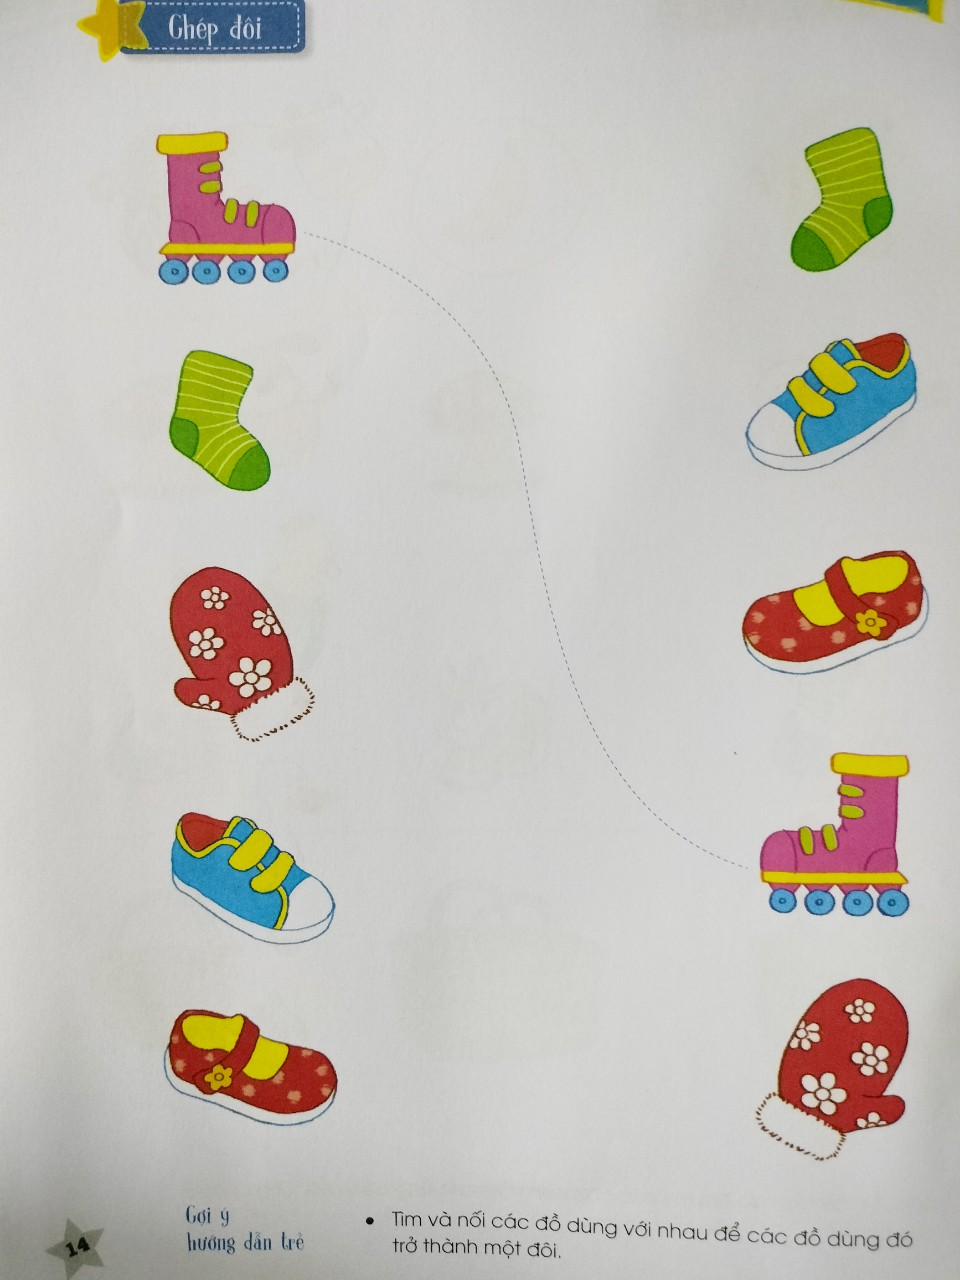 Ghép đôi
Gợi ý
hướng dẫn trẻ
• Tìm và nối các đồ dùng với nhau để các đồ dùng đó
trở thành một đôi.
14